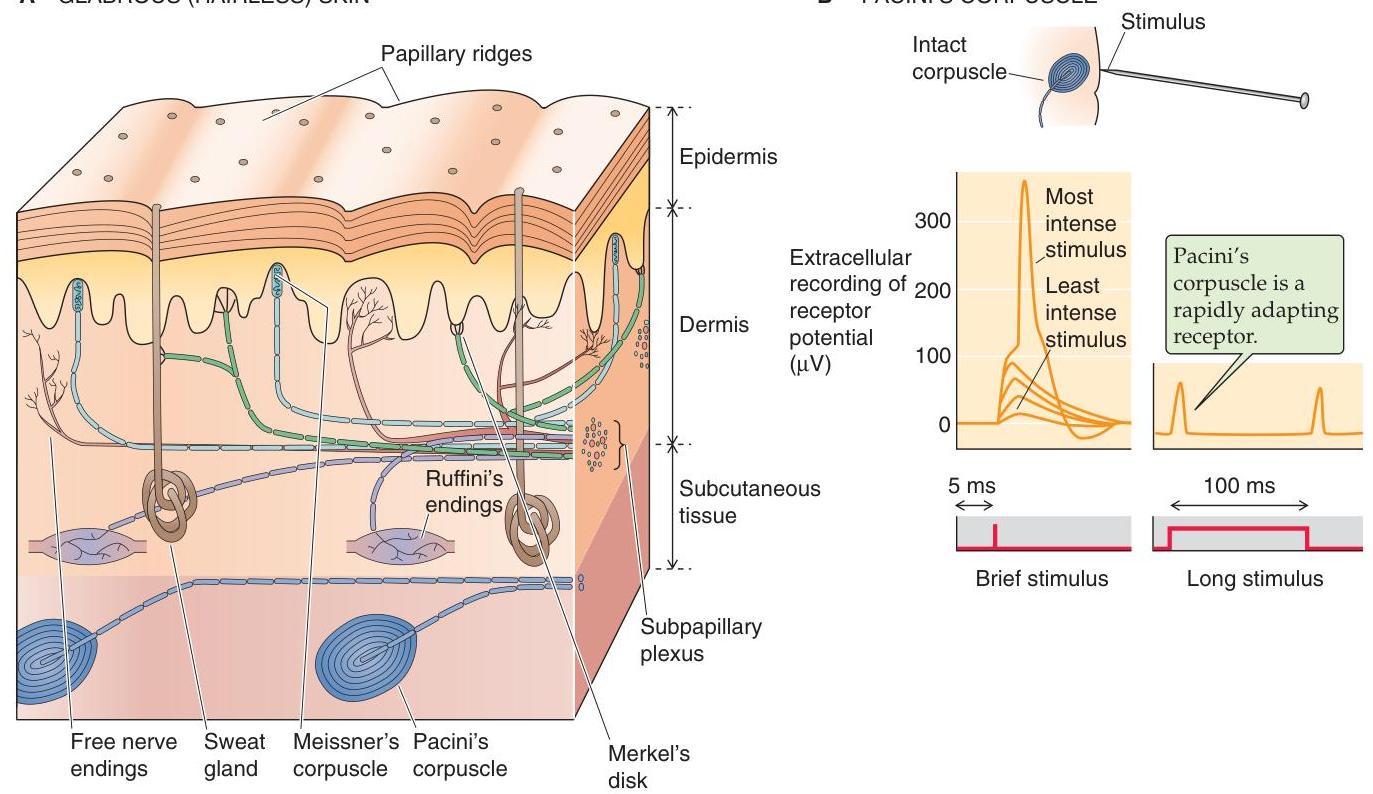 A GLABROUS (HAIRLESS) SKIN
Papillary ridges
Epidermis
Dermis
Subcutaneous
tissue
Ruffini's
endings
Subpapillary
plexus
Free nerve
endings
Sweat
gland
Meissner's
corpuscle
Pacini's
corpuscle
Merkel's
disk
B PACINI'S CORPUSCLE
Stimulus
Intact
corpuscle
Extracellular
recording of
receptor
potential
(μV)
300
200
100
0
Most
intense
stimulus
Least
intense
stimulus
Pacini's
corpuscle is a
rapidly adapting
receptor.
5 ms
100 ms
Brief stimulus
Long stimulus